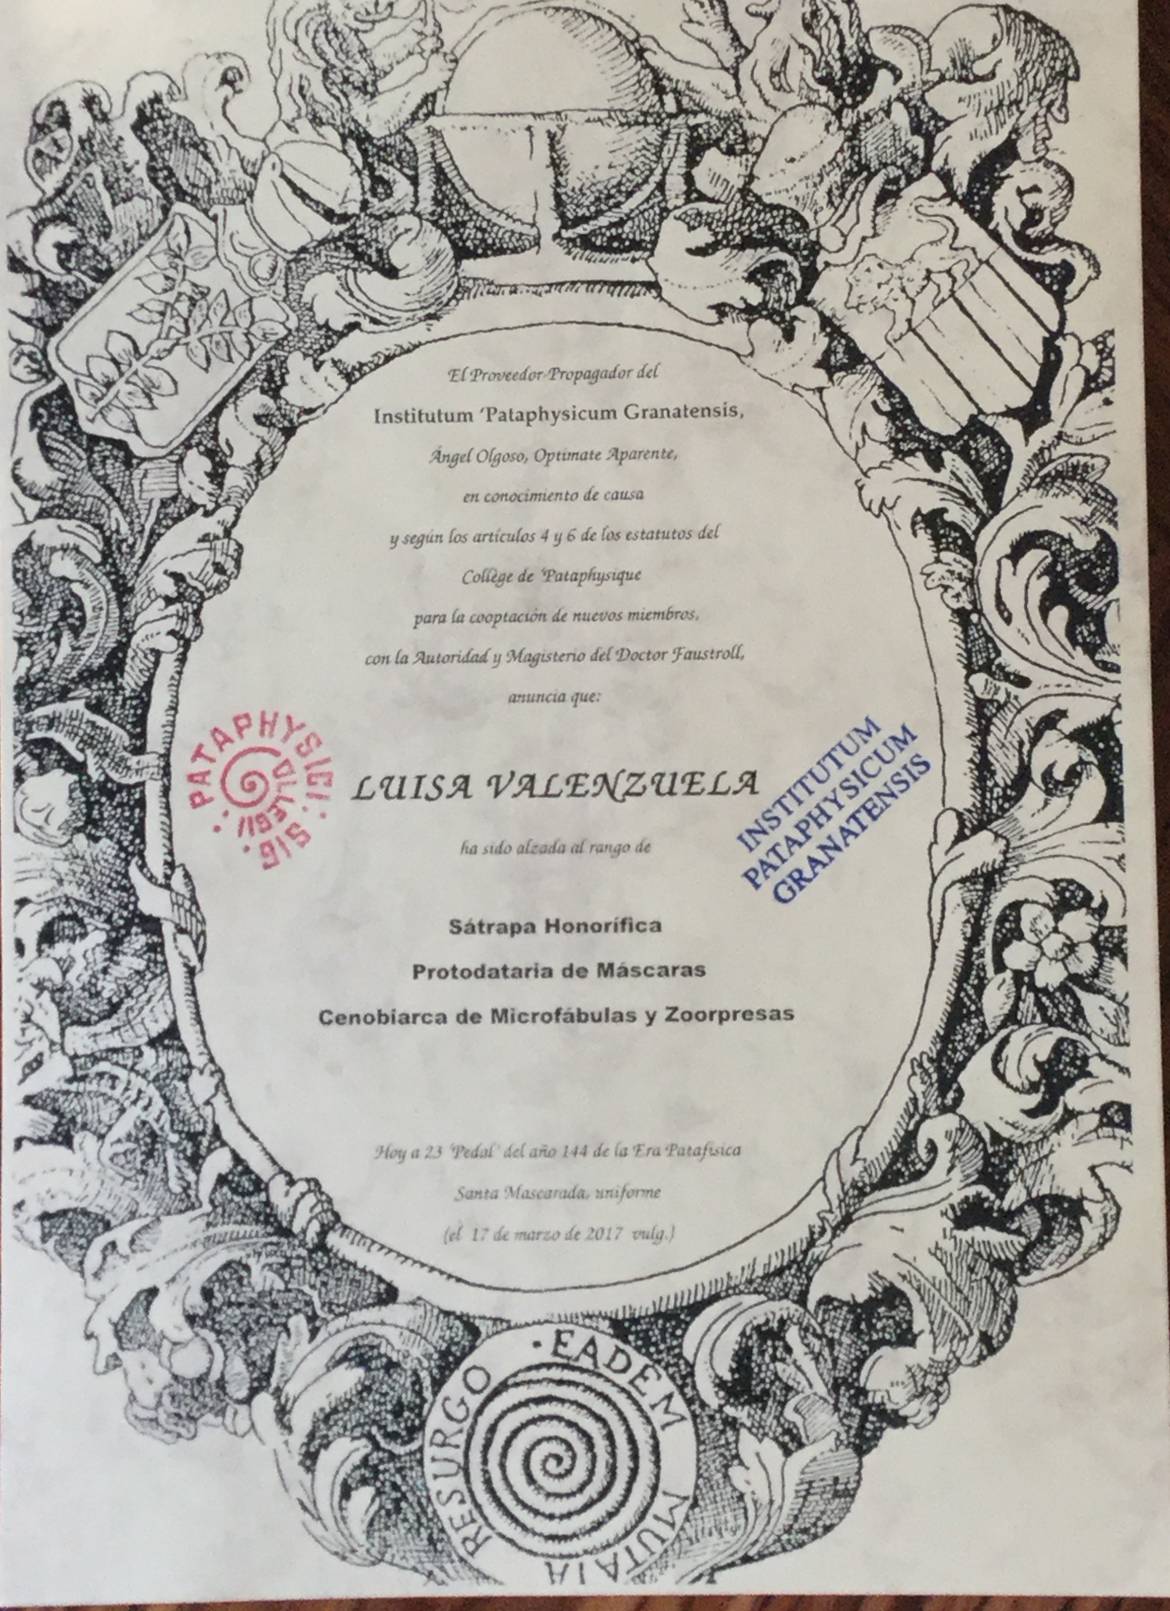 El Proveedor-Propagador del
Institutum ‘Pataphysicum Granatensis,
Ángel Olgoso, Optimate Aparente,
en conocimiento de causa
y según los artículos 4 y 6 de los estatutos del
Collège de ‘Pataphysique
para la cooptación de nuevos miembros,
con la Autoridad y Magisterio del Doctor Faustroll,
anuncia que:
PATAPHYSICI · SIG · OLLEGII ·
LUISA VALENZUELA
INSTITUTUM
PATAPHYSICUM
GRANATENSIS
ha sido alzada al rango de
Sátrapa Honorífica
Protodataria de Máscaras
Cenobiarca de Microfábulas y Zoorpresas
Hoy a 23 ‘Pedal’ del año 144 de la Era Patafísica
Santa Mascarada, uniforme
(el 17 de marzo de 2017 vulg.)
· EADEM MUTATA RESURGO